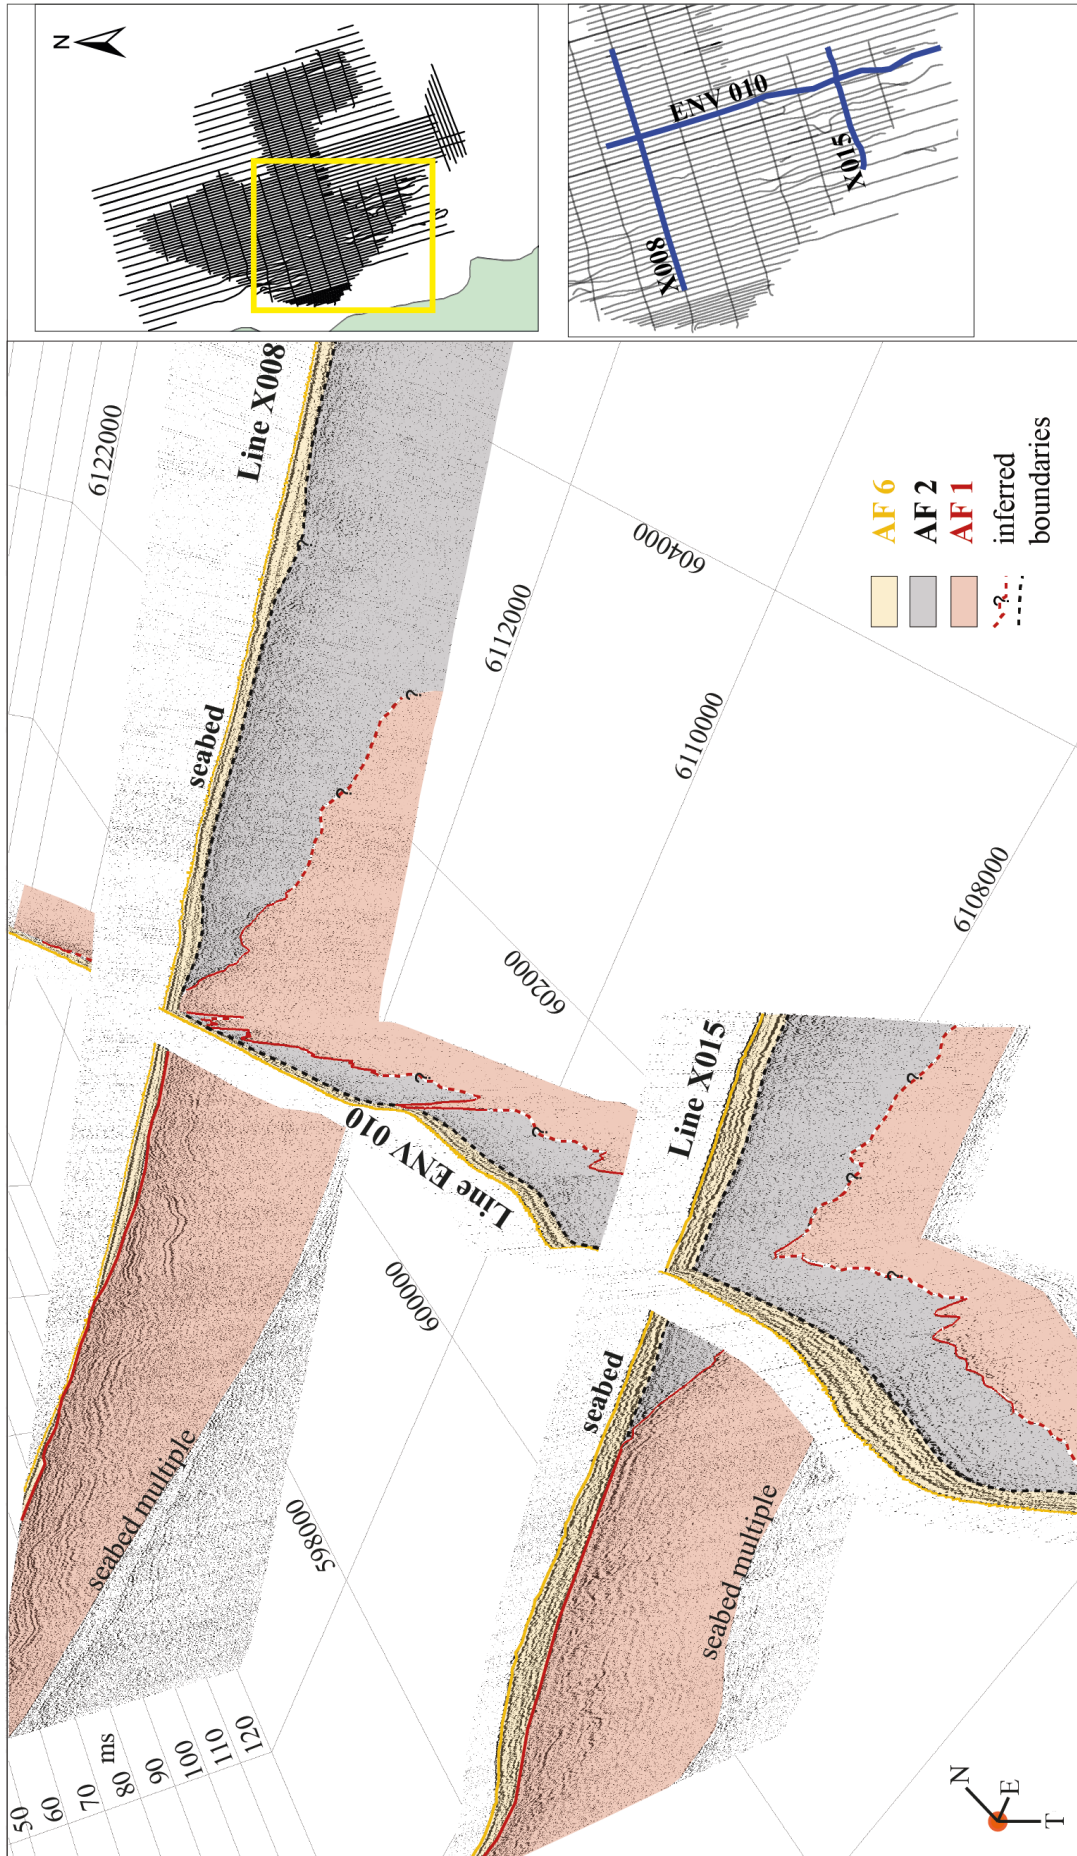 N
ENV 010
X008
X015
6122000
Line X008
seabed
6112000
604000
6110000
602000
6108000
Line ENV 010
Line X015
600000
seabed
598000
seabed multiple
seabed multiple
50
60
70
80
90
100
110
120
ms
AF 6
AF 2
AF 1
?
inferred
boundaries
?
?
?
?
?
?
?
N
E
T